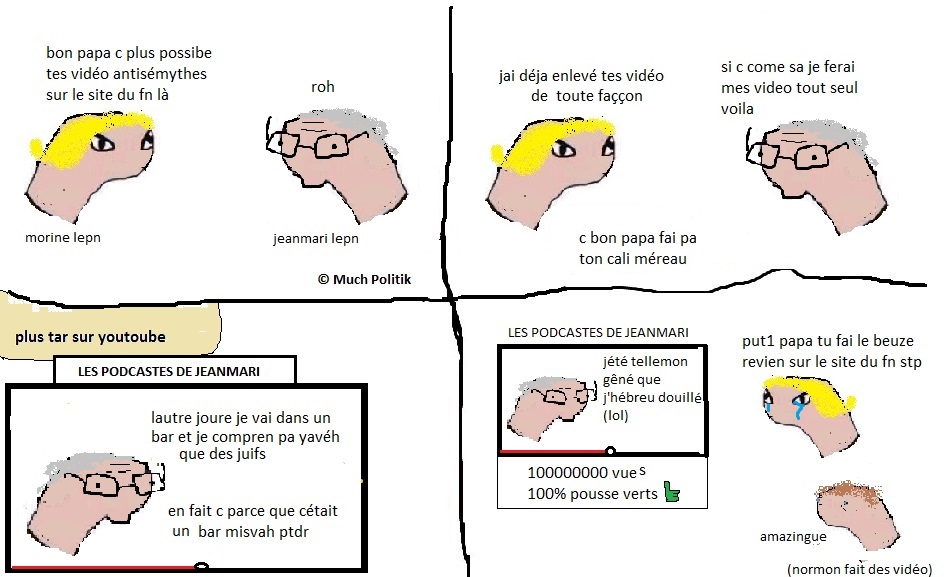 bon papa c plus possibe
tes vidéo antisémythes
sur le site du fn là
roh
morine lepn
jeanmari lepn
© Much Politik
jai déja enlevé tes vidéo
de toute faççon
si c come sa je ferai
mes video tout seul
voila
c bon papa fai pa
ton cali méreau
plus tar sur youtoube
LES PODCASTES DE JEANMARI
lautre joure je vai dans un
bar et je compren pa yavéh
que des juifs
en fait c parce que cétait
un bar misvah ptdr
LES PODCASTES DE JEANMARI
jété tellemon
gêné que
j'hébreu douillé
(lol)
100000000 vues
100% pousse verts
put1 papa tu fai le beuze
revien sur le site du fn stp
amazingue
(normon fait des vidéo)